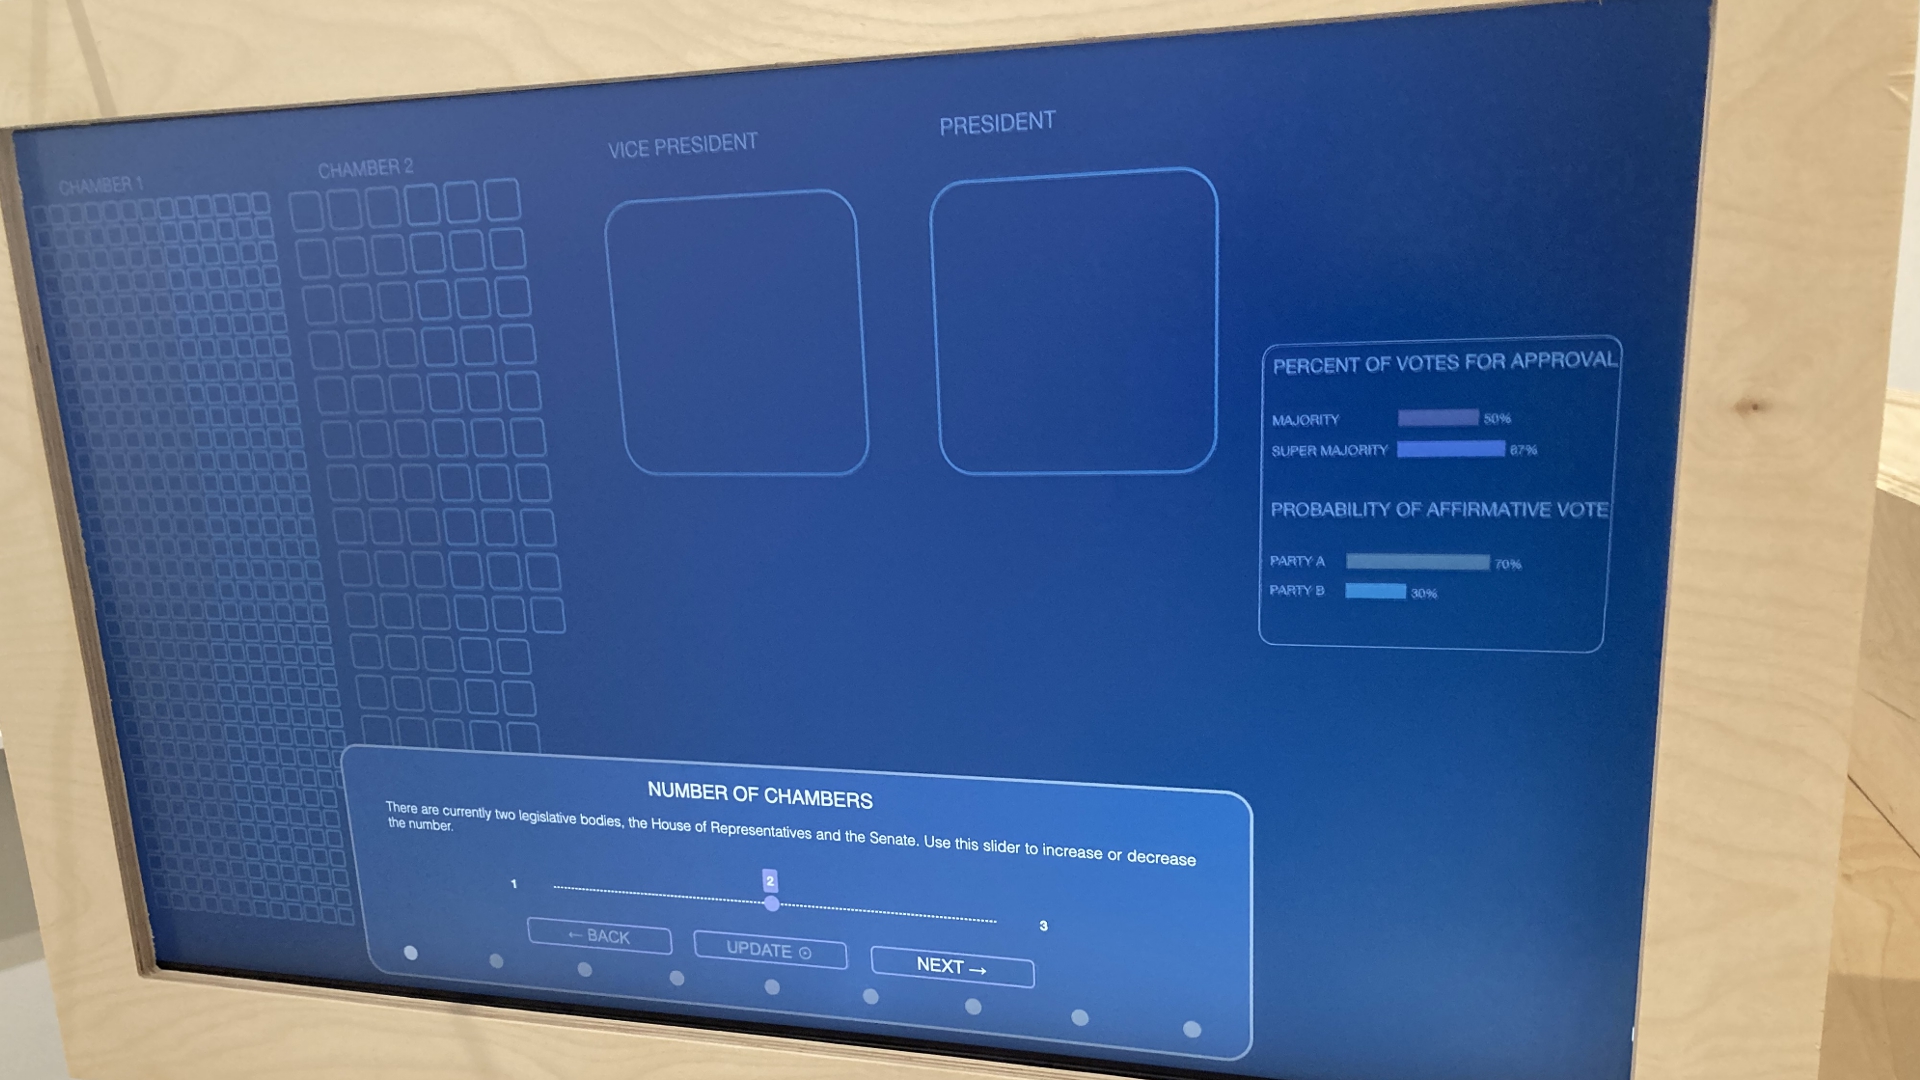 CHAMBER 1
CHAMBER 2
VICE PRESIDENT
PRESIDENT
PERCENT OF VOTES FOR APPROVAL
MAJORITY 50%
SUPER MAJORITY 67%
PROBABILITY OF AFFIRMATIVE VOTE
PARTY A 70%
PARTY B 30%
NUMBER OF CHAMBERS
There are currently two legislative bodies, the House of Representatives and the Senate. Use this slider to increase or decrease
the number.
1 2 3
← BACK UPDATE NEXT →